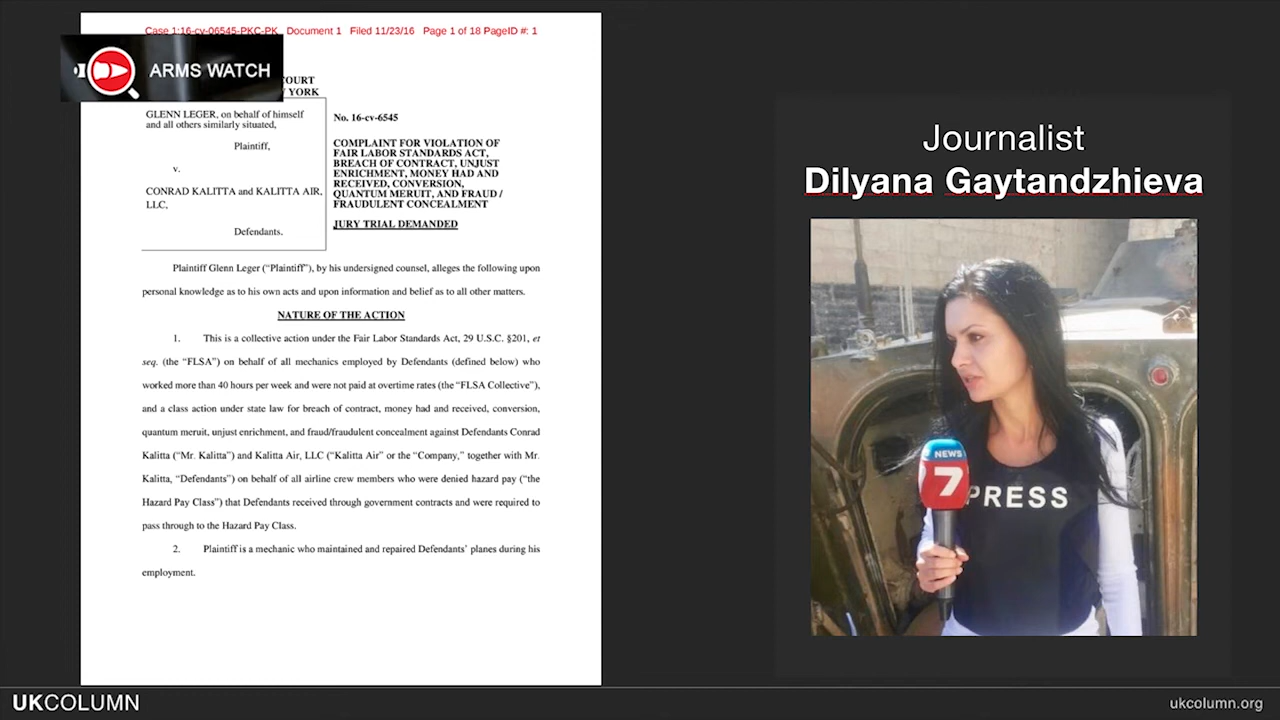 Case 1:16-cv-06545-PKC-PK Document 1 Filed 11/23/16 Page 1 of 18 PageID #: 1
ARMS WATCH
COURT
YORK
GLENN LEGER, on behalf of himself
and all others similarly situated,
Plaintiff,
v.
CONRAD KALITTA and KALITTA AIR,
LLC,
Defendants.
No. 16-cv-6545
COMPLAINT FOR VIOLATION OF
FAIR LABOR STANDARDS ACT,
BREACH OF CONTRACT, UNJUST
ENRICHMENT, MONEY HAD AND
RECEIVED, CONVERSION,
QUANTUM MERUIT, AND FRAUD /
FRAUDULENT CONCEALMENT
JURY TRIAL DEMANDED
Plaintiff Glenn Leger (“Plaintiff”), by his undersigned counsel, alleges the following upon
personal knowledge as to his own acts and upon information and belief as to all other matters.
NATURE OF THE ACTION
1. This is a collective action under the Fair Labor Standards Act, 29 U.S.C. §201, et
seq. (the “FLSA”) on behalf of all mechanics employed by Defendants (defined below) who
worked more than 40 hours per week and were not paid at overtime rates (the “FLSA Collective”),
and a class action under state law for breach of contract, money had and received, conversion,
quantum meruit, unjust enrichment, and fraud/fraudulent concealment against Defendants Conrad
Kalitta (“Mr. Kalitta”) and Kalitta Air, LLC (“Kalitta Air” or the “Company,” together with Mr.
Kalitta, “Defendants”) on behalf of all airline crew members who were denied hazard pay (“the
Hazard Pay Class”) that Defendants received through government contracts and were required to
pass through to the Hazard Pay Class.
2. Plaintiff is a mechanic who maintained and repaired Defendants’ planes during his
employment.
Journalist
Dilyana Gaytandzhieva
NEWS
7
PRESS
UKCOLUMN
ukcolumn.org